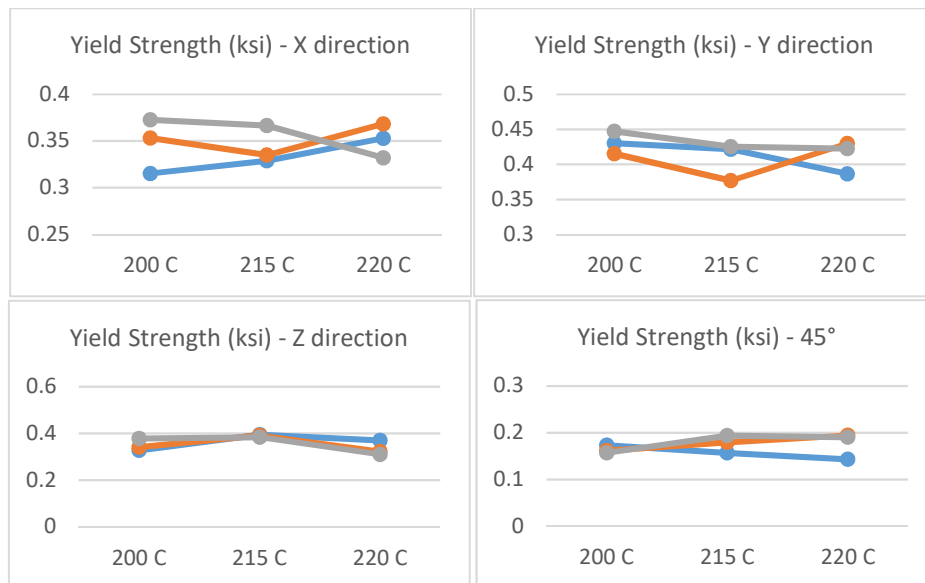 Yield Strength (ksi) - X direction
0.4
0.35
0.3
0.25
200 C 215 C 220 C
Yield Strength (ksi) - Y direction
0.5
0.45
0.4
0.35
0.3
200 C 215 C 220 C
Yield Strength (ksi) - Z direction
0.6
0.4
0.2
0
200 C 215 C 220 C
Yield Strength (ksi) - 45°
0.3
0.2
0.1
0
200 C 215 C 220 C